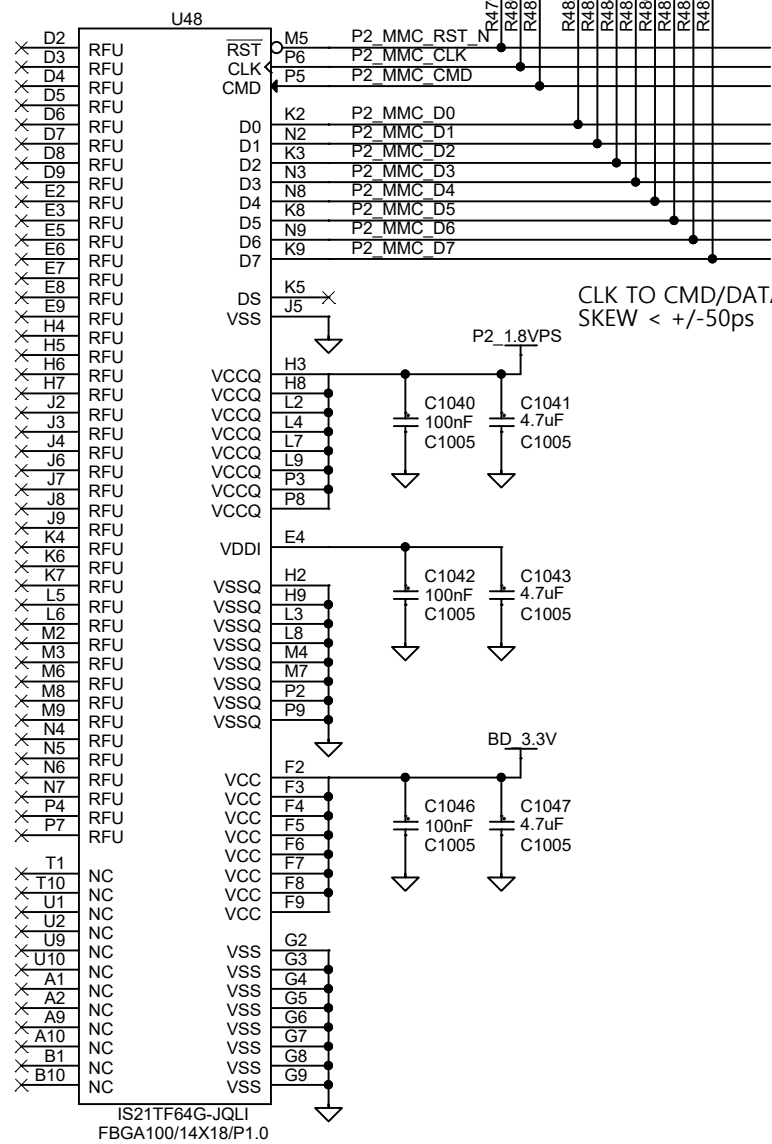 U48
R47
R48
R48
R48
R48
R48
R48
R48
R48
R48
R48
D2 RFU
D3 RFU
D4 RFU
D5 RFU
D6 RFU
D7 RFU
D8 RFU
D9 RFU
E2 RFU
E3 RFU
E5 RFU
E6 RFU
E7 RFU
E8 RFU
E9 RFU
H4 RFU
H5 RFU
H6 RFU
H7 RFU
J2 RFU
J3 RFU
J4 RFU
J6 RFU
J7 RFU
J8 RFU
J9 RFU
K4 RFU
K6 RFU
K7 RFU
L5 RFU
L6 RFU
M2 RFU
M3 RFU
M6 RFU
M8 RFU
M9 RFU
N4 RFU
N5 RFU
N6 RFU
N7 RFU
P4 RFU
P7 RFU
T1 NC
T10 NC
U1 NC
U2 NC
U9 NC
U10 NC
A1 NC
A2 NC
A9 NC
A10 NC
B1 NC
B10 NC
RST M5 P2_MMC_RST_N
CLK P6 P2_MMC_CLK
CMD P5 P2_MMC_CMD
D0 K2 P2_MMC_D0
D1 N2 P2_MMC_D1
D2 K3 P2_MMC_D2
D3 N3 P2_MMC_D3
D4 N8 P2_MMC_D4
D5 K8 P2_MMC_D5
D6 N9 P2_MMC_D6
D7 K9 P2_MMC_D7
DS K5
VSS J5
CLK TO CMD/DATA
SKEW < +/-50ps
P2_1.8VPS
VCCQ H3
VCCQ H8
VCCQ L2
VCCQ L4
VCCQ L7
VCCQ L9
VCCQ P3
VCCQ P8
C1040
100nF
C1005
C1041
4.7uF
C1005
VDDI E4
C1042
100nF
C1005
C1043
4.7uF
C1005
VSSQ H2
VSSQ H9
VSSQ L3
VSSQ L8
VSSQ M4
VSSQ M7
VSSQ P2
VSSQ P9
BD_3.3V
VCC F2
VCC F3
VCC F4
VCC F5
VCC F6
VCC F7
VCC F8
VCC F9
C1046
100nF
C1005
C1047
4.7uF
C1005
VSS G2
VSS G3
VSS G4
VSS G5
VSS G6
VSS G7
VSS G8
VSS G9
IS21TF64G-JQLI
FBGA100/14X18/P1.0